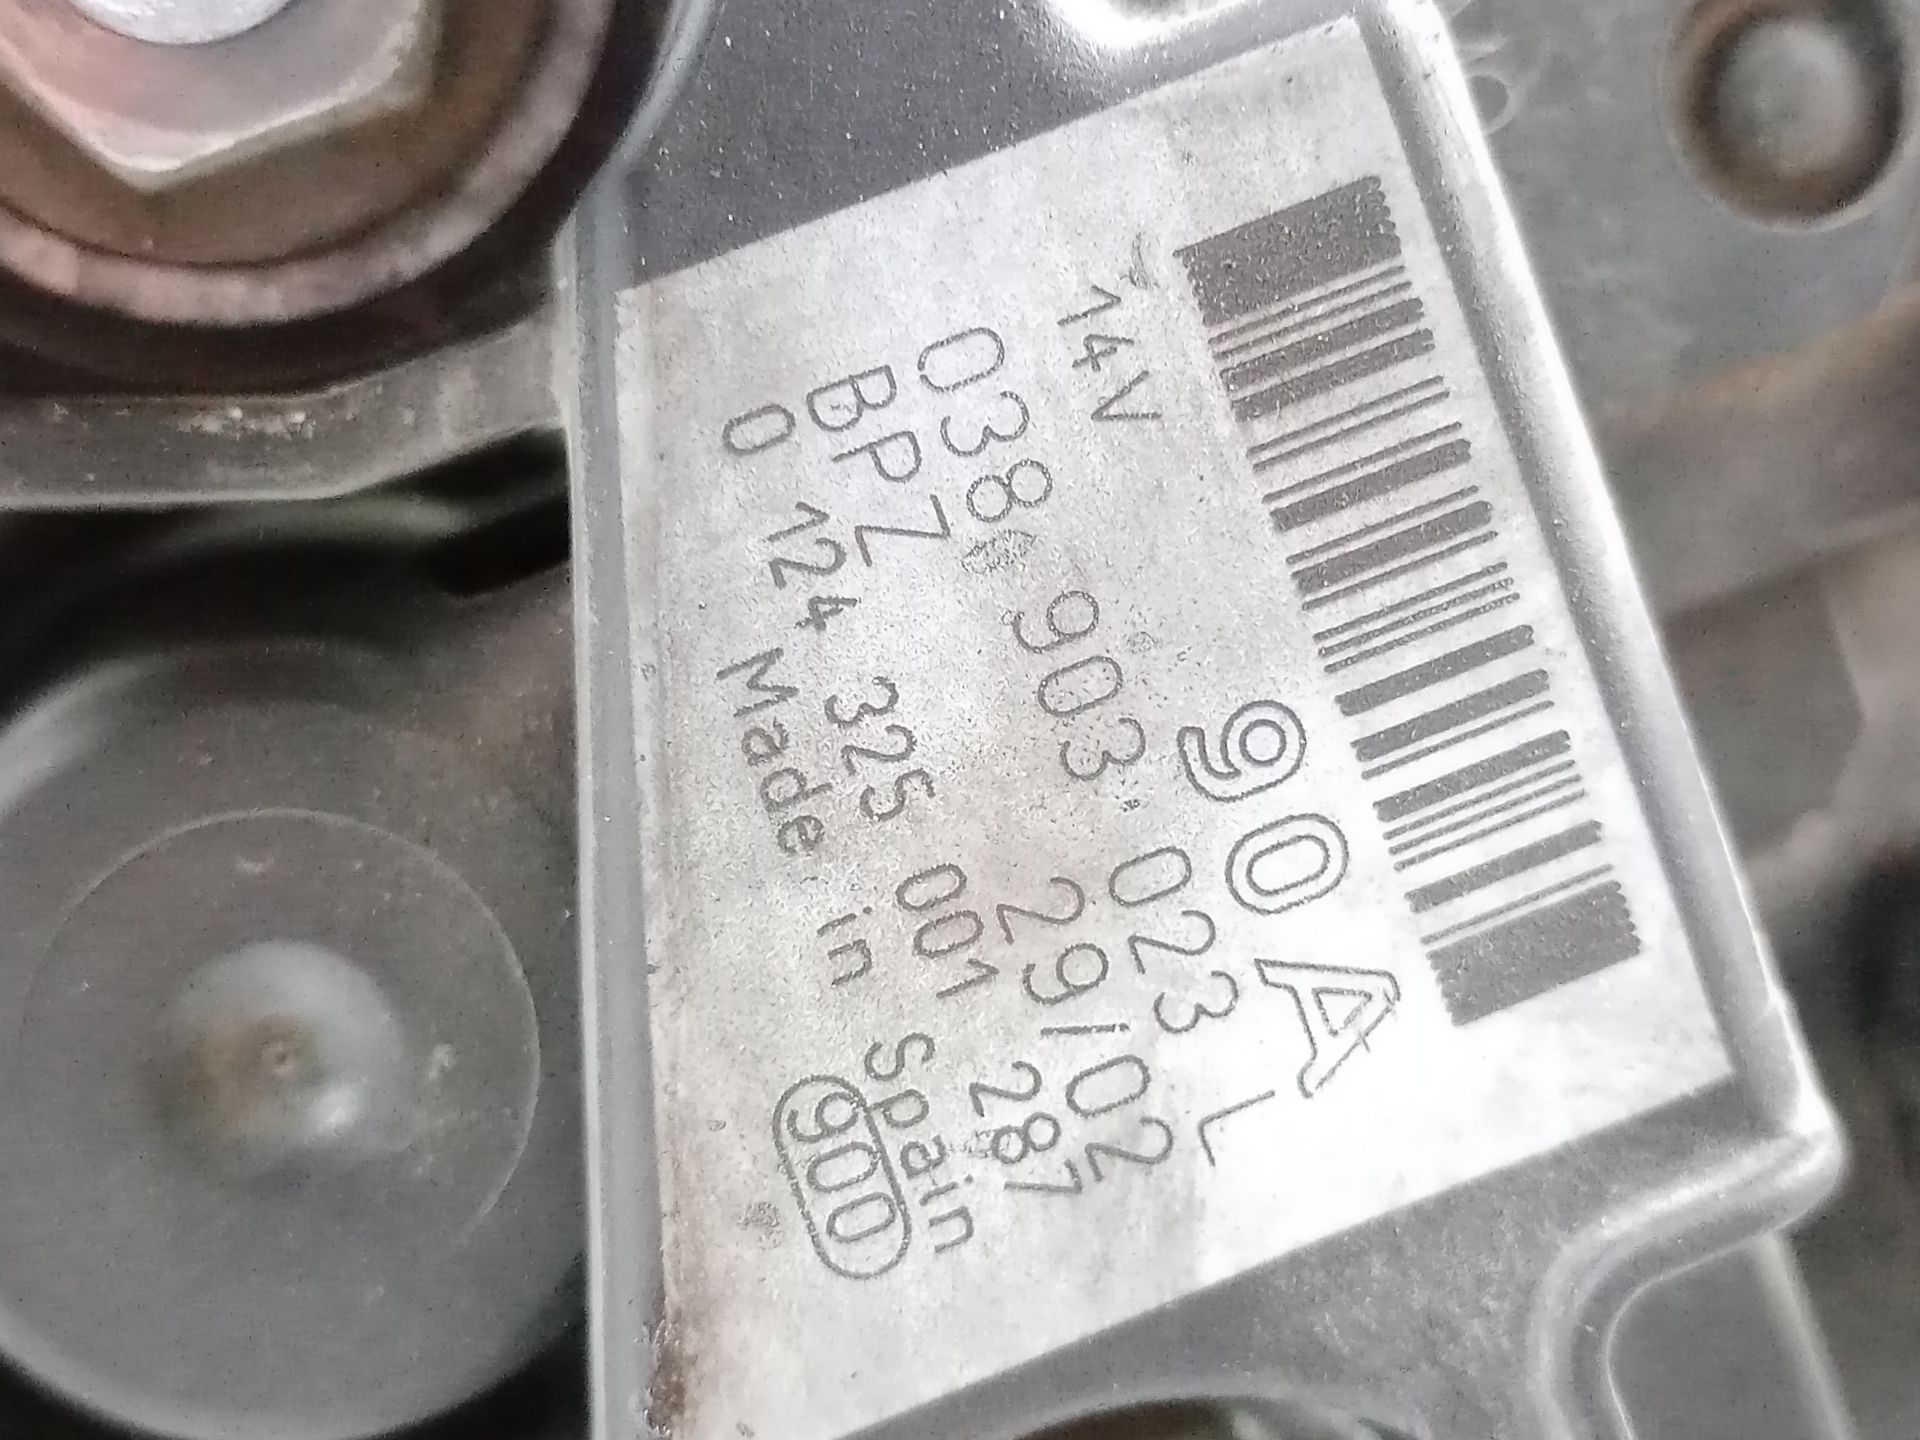 14V 90A L
038 903 023
BPZ 29/02
0 124 325 001 287
Made in Spain
900